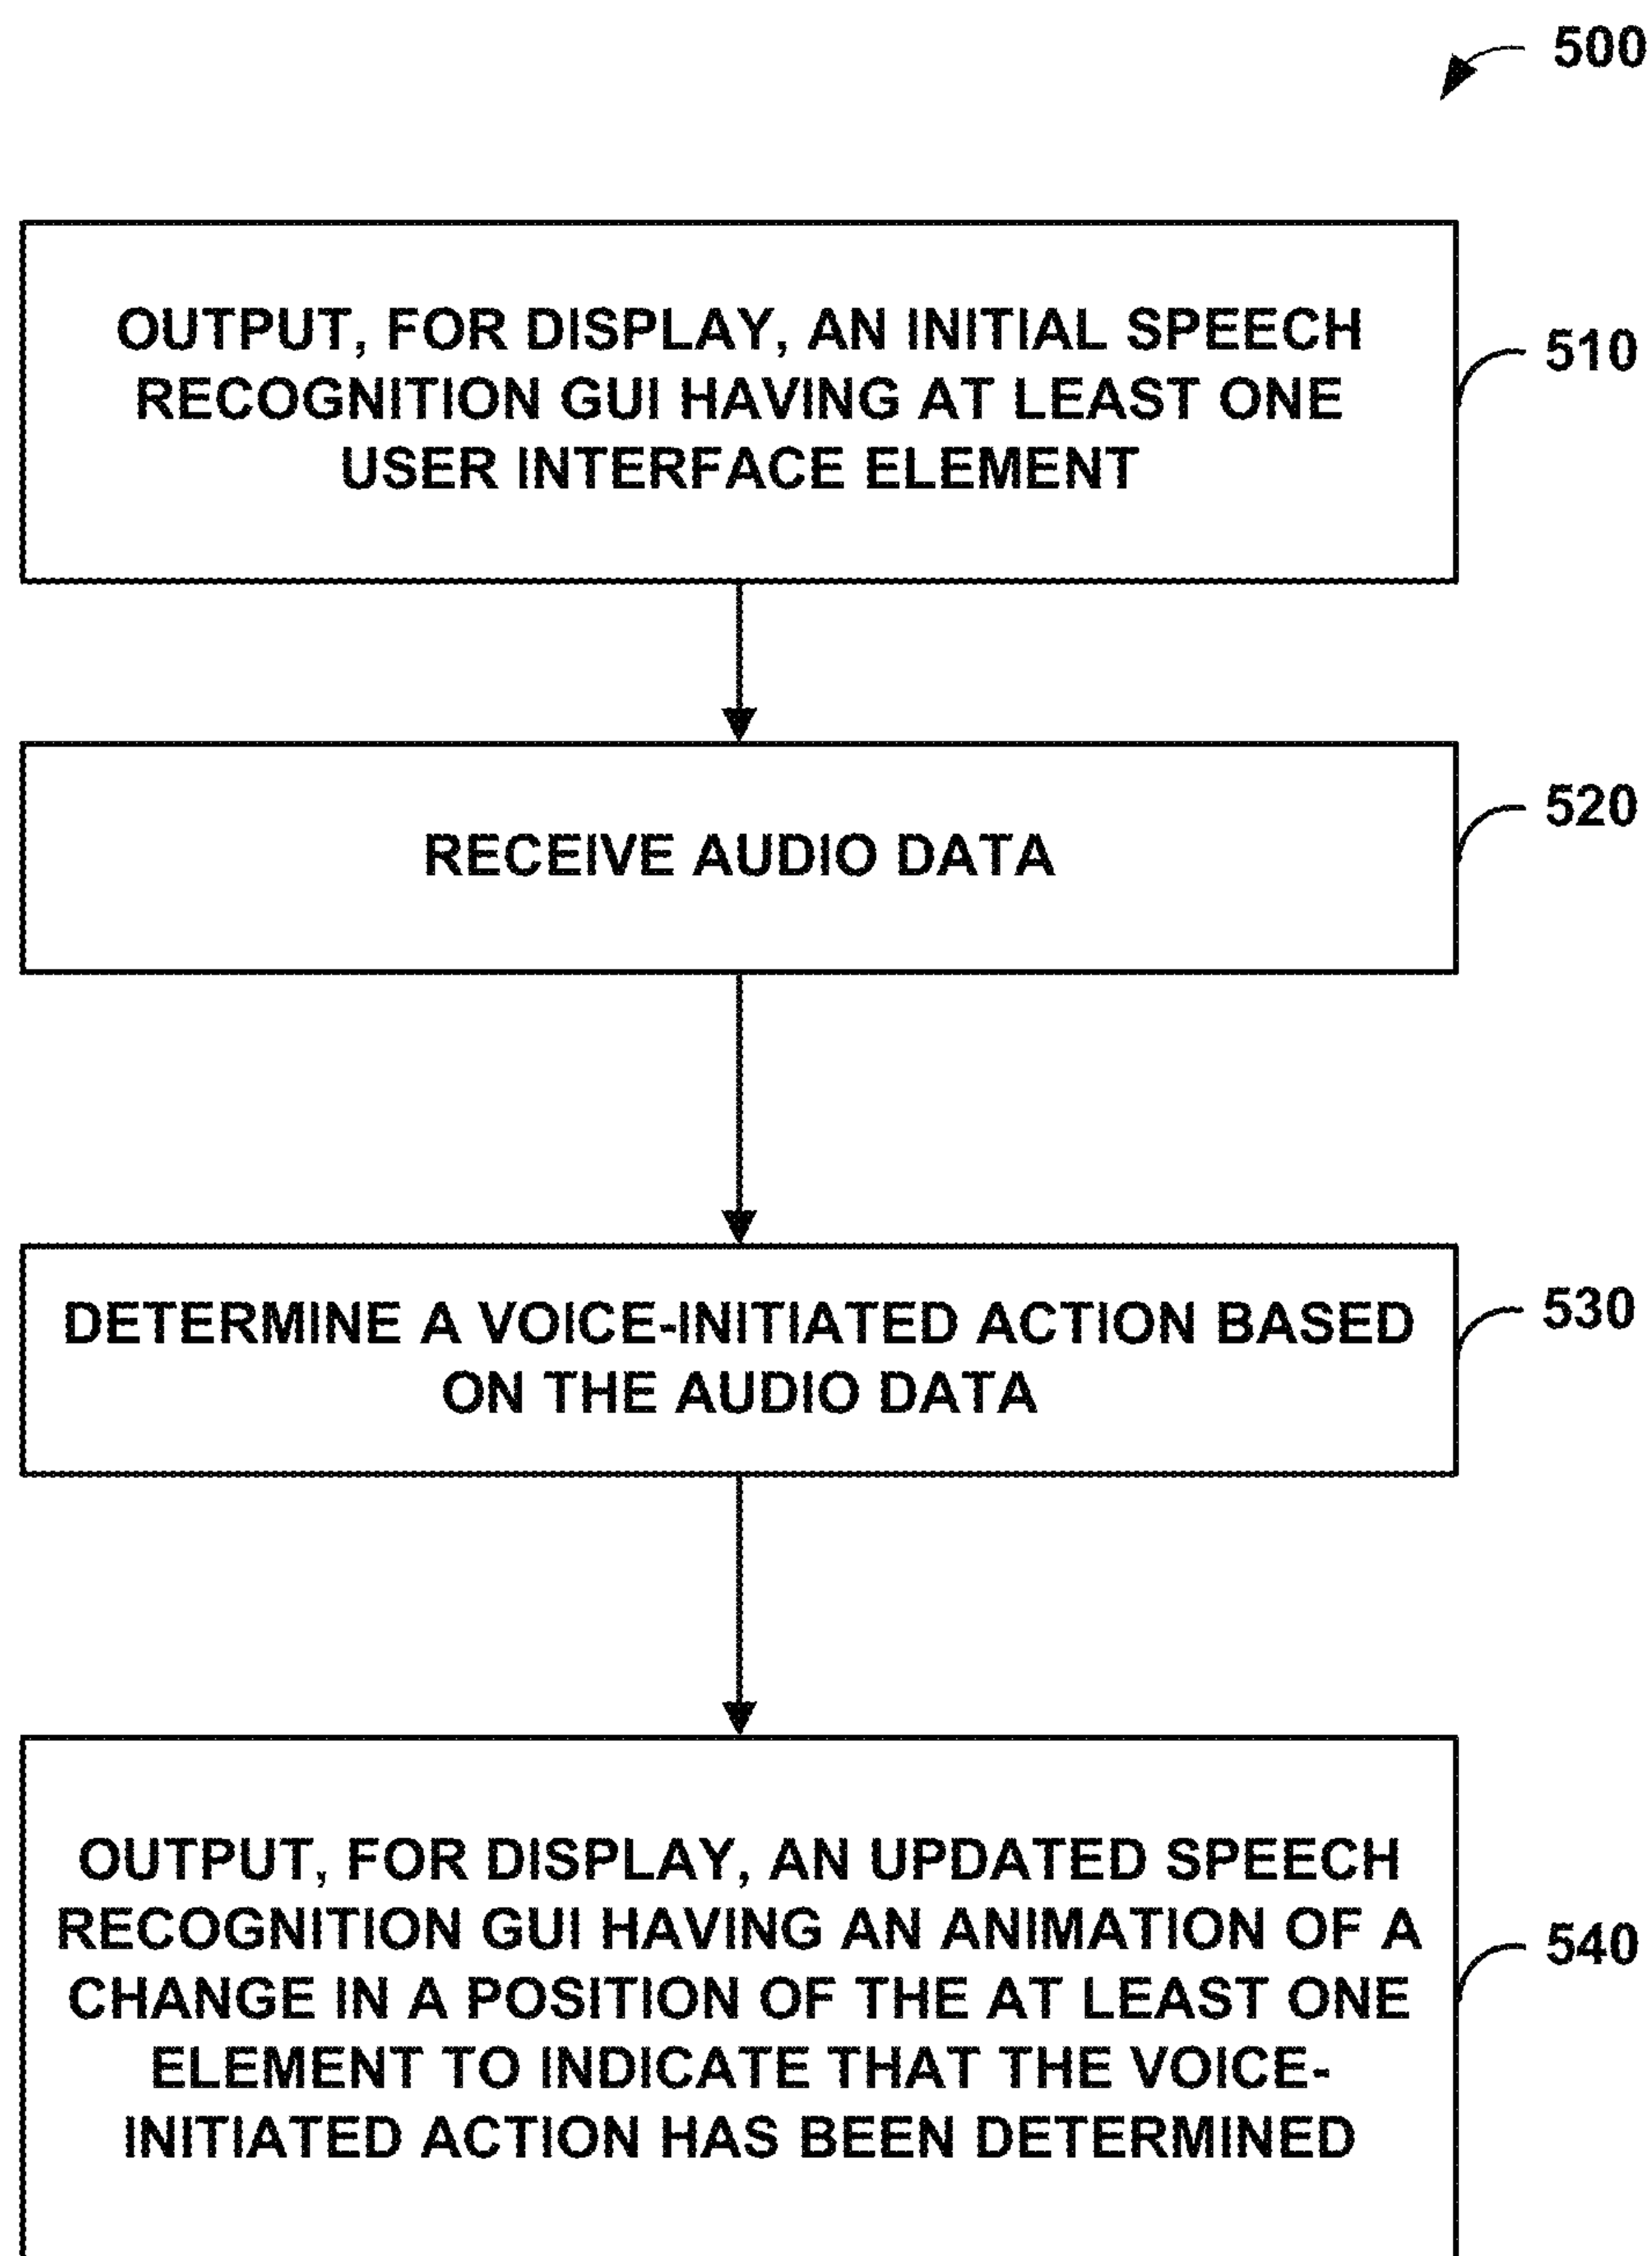 500
OUTPUT, FOR DISPLAY, AN INITIAL SPEECH
RECOGNITION GUI HAVING AT LEAST ONE
USER INTERFACE ELEMENT
510
RECEIVE AUDIO DATA
520
DETERMINE A VOICE-INITIATED ACTION BASED
ON THE AUDIO DATA
530
OUTPUT, FOR DISPLAY, AN UPDATED SPEECH
RECOGNITION GUI HAVING AN ANIMATION OF A
CHANGE IN A POSITION OF THE AT LEAST ONE
ELEMENT TO INDICATE THAT THE VOICE-
INITIATED ACTION HAS BEEN DETERMINED
540